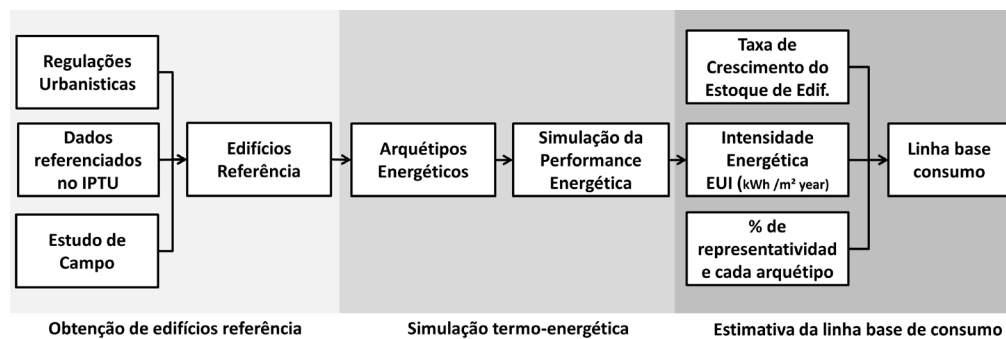 Regulações
Urbanisticas
Dados
referenciados
no IPTU
Estudo de
Campo
Edifícios
Referência
Arquétipos
Energéticos
Simulação da
Performance
Energética
Taxa de
Crescimento do
Estoque de Edif.
Intensidade
Energética
EUI (kWh /m² year)
% de
representatividad
e cada arquétipo
Linha base
consumo
Obtenção de edifícios referência
Simulação termo-energética
Estimativa da linha base de consumo